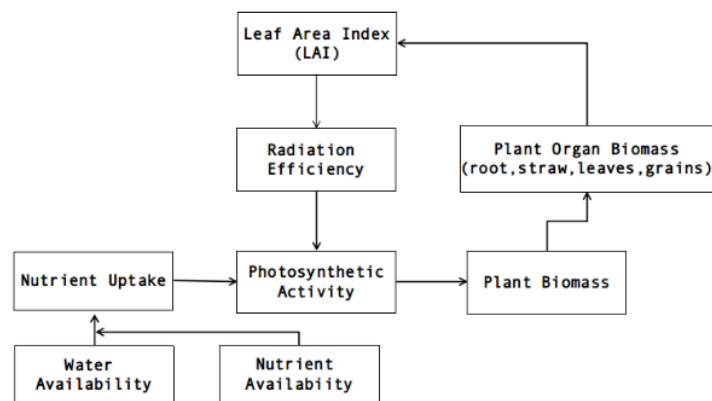 Leaf Area Index
(LAI)
Radiation
Efficiency
Plant Organ Biomass
(root,straw,leaves,grains)
Nutrient Uptake
Photosynthetic
Activity
Plant Biomass
Water
Availability
Nutrient
Availabiity